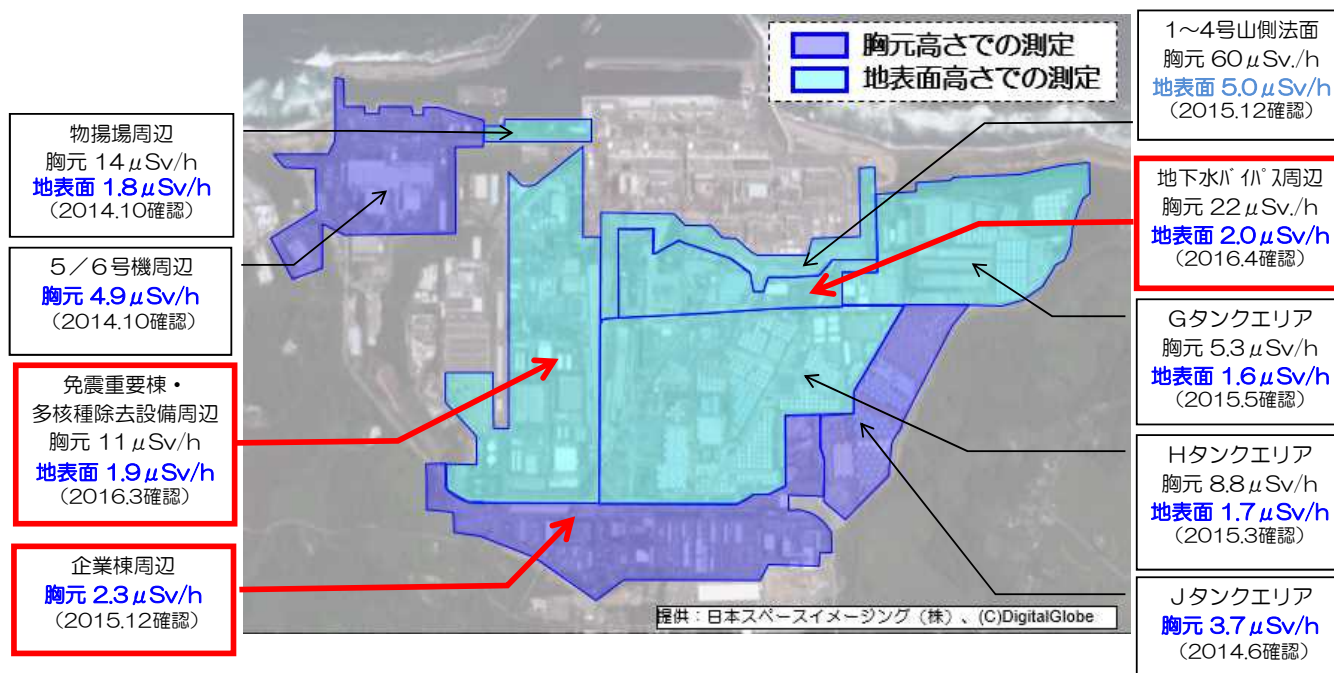 胸元高さでの測定
地表面高さでの測定
物揚場周辺
胸元 14μSv/h
地表面 1.8μSv/h
(2014.10確認)
5/6号機周辺
胸元 4.9μSv/h
(2014.10確認)
免震重要棟・
多核種除去設備周辺
胸元 11μSv/h
地表面 1.9μSv/h
(2016.3確認)
企業棟周辺
胸元 2.3μSv/h
(2015.12確認)
1~4号山側法面
胸元 60μSv./h
地表面 5.0μSv/h
(2015.12確認)
地下水バイパス周辺
胸元 22μSv./h
地表面 2.0μSv/h
(2016.4確認)
Gタンクエリア
胸元 5.3μSv/h
地表面 1.6μSv/h
(2015.5確認)
Hタンクエリア
胸元 8.8μSv/h
地表面 1.7μSv/h
(2015.3確認)
Jタンクエリア
胸元 3.7μSv/h
(2014.6確認)
提供:日本スペースイメージング(株)、(C)DigitalGlobe